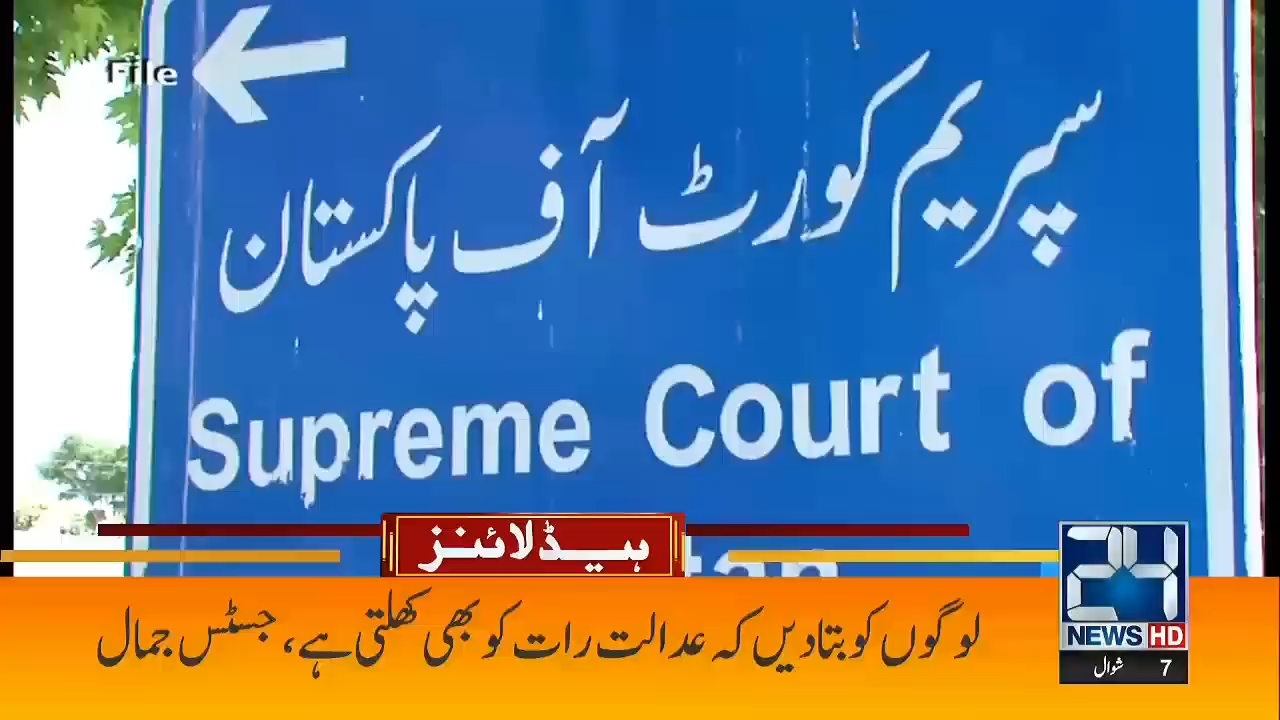 File
سپریم کورٹ آف پاکستان
Supreme Court of
tan
ہیڈلائنز
لوگوں کو بتادیں کہ عدالت رات کو بھی کھلتی ہے، جسٹس جمال
24
NEWS HD
7 شوال